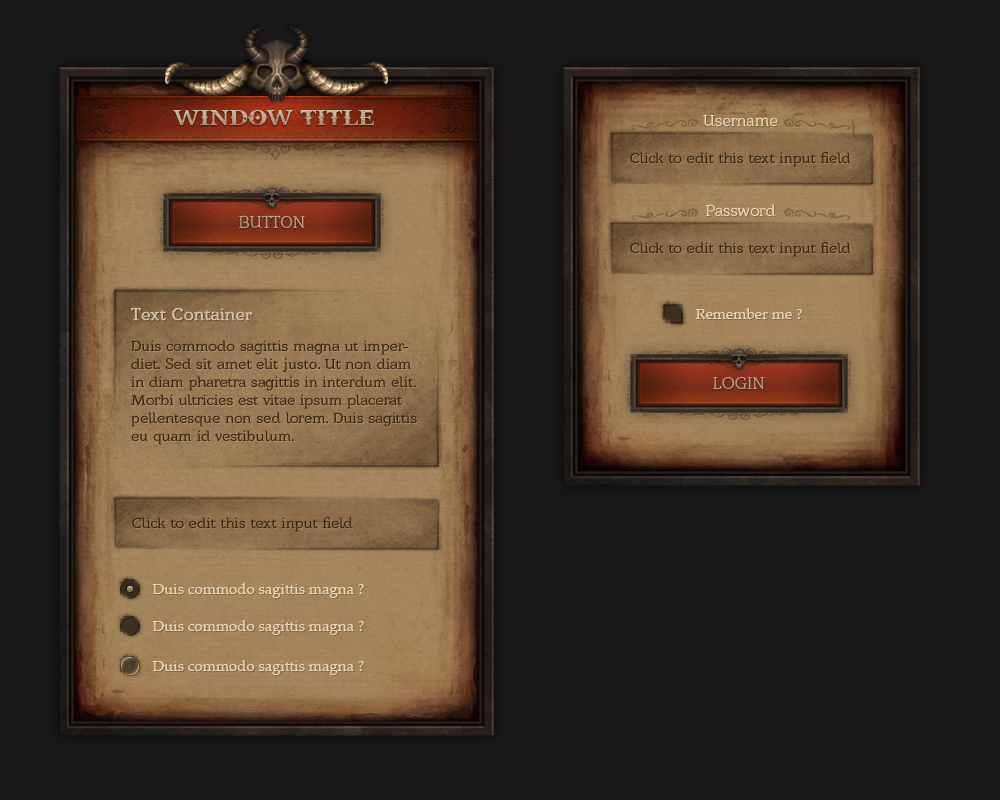 WINDOW TITLE
BUTTON
Text Container
Duis commodo sagittis magna ut imper-
diet. Sed sit amet elit justo. Ut non diam
in diam pharetra sagittis in interdum elit.
Morbi ultricies est vitae ipsum placerat
pellentesque non sed lorem. Duis sagittis
eu quam id vestibulum.
Click to edit this text input field
Duis commodo sagittis magna ?
Duis commodo sagittis magna ?
Duis commodo sagittis magna ?
Username
Click to edit this text input field
Password
Click to edit this text input field
Remember me ?
LOGIN